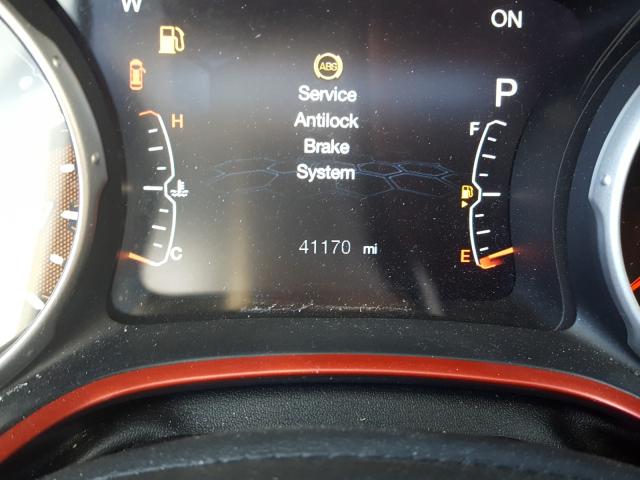 W
ON
ABS
Service
P
H
Antilock
F
Brake
System
41170 mi
C
E